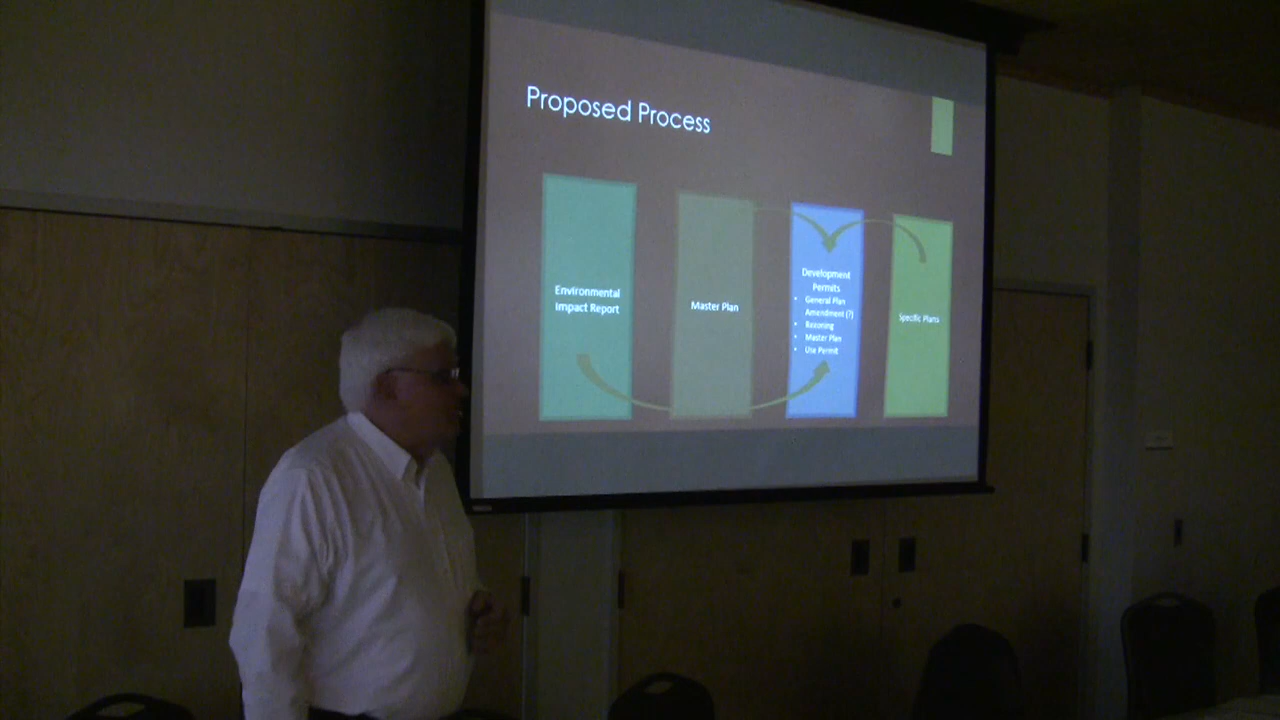 Proposed Process
Environmental
Impact Report
Master Plan
Development
Permits
• General Plan
Amendment (?)
• Rezoning
• Master Plan
• Use Permit
Specific Plans